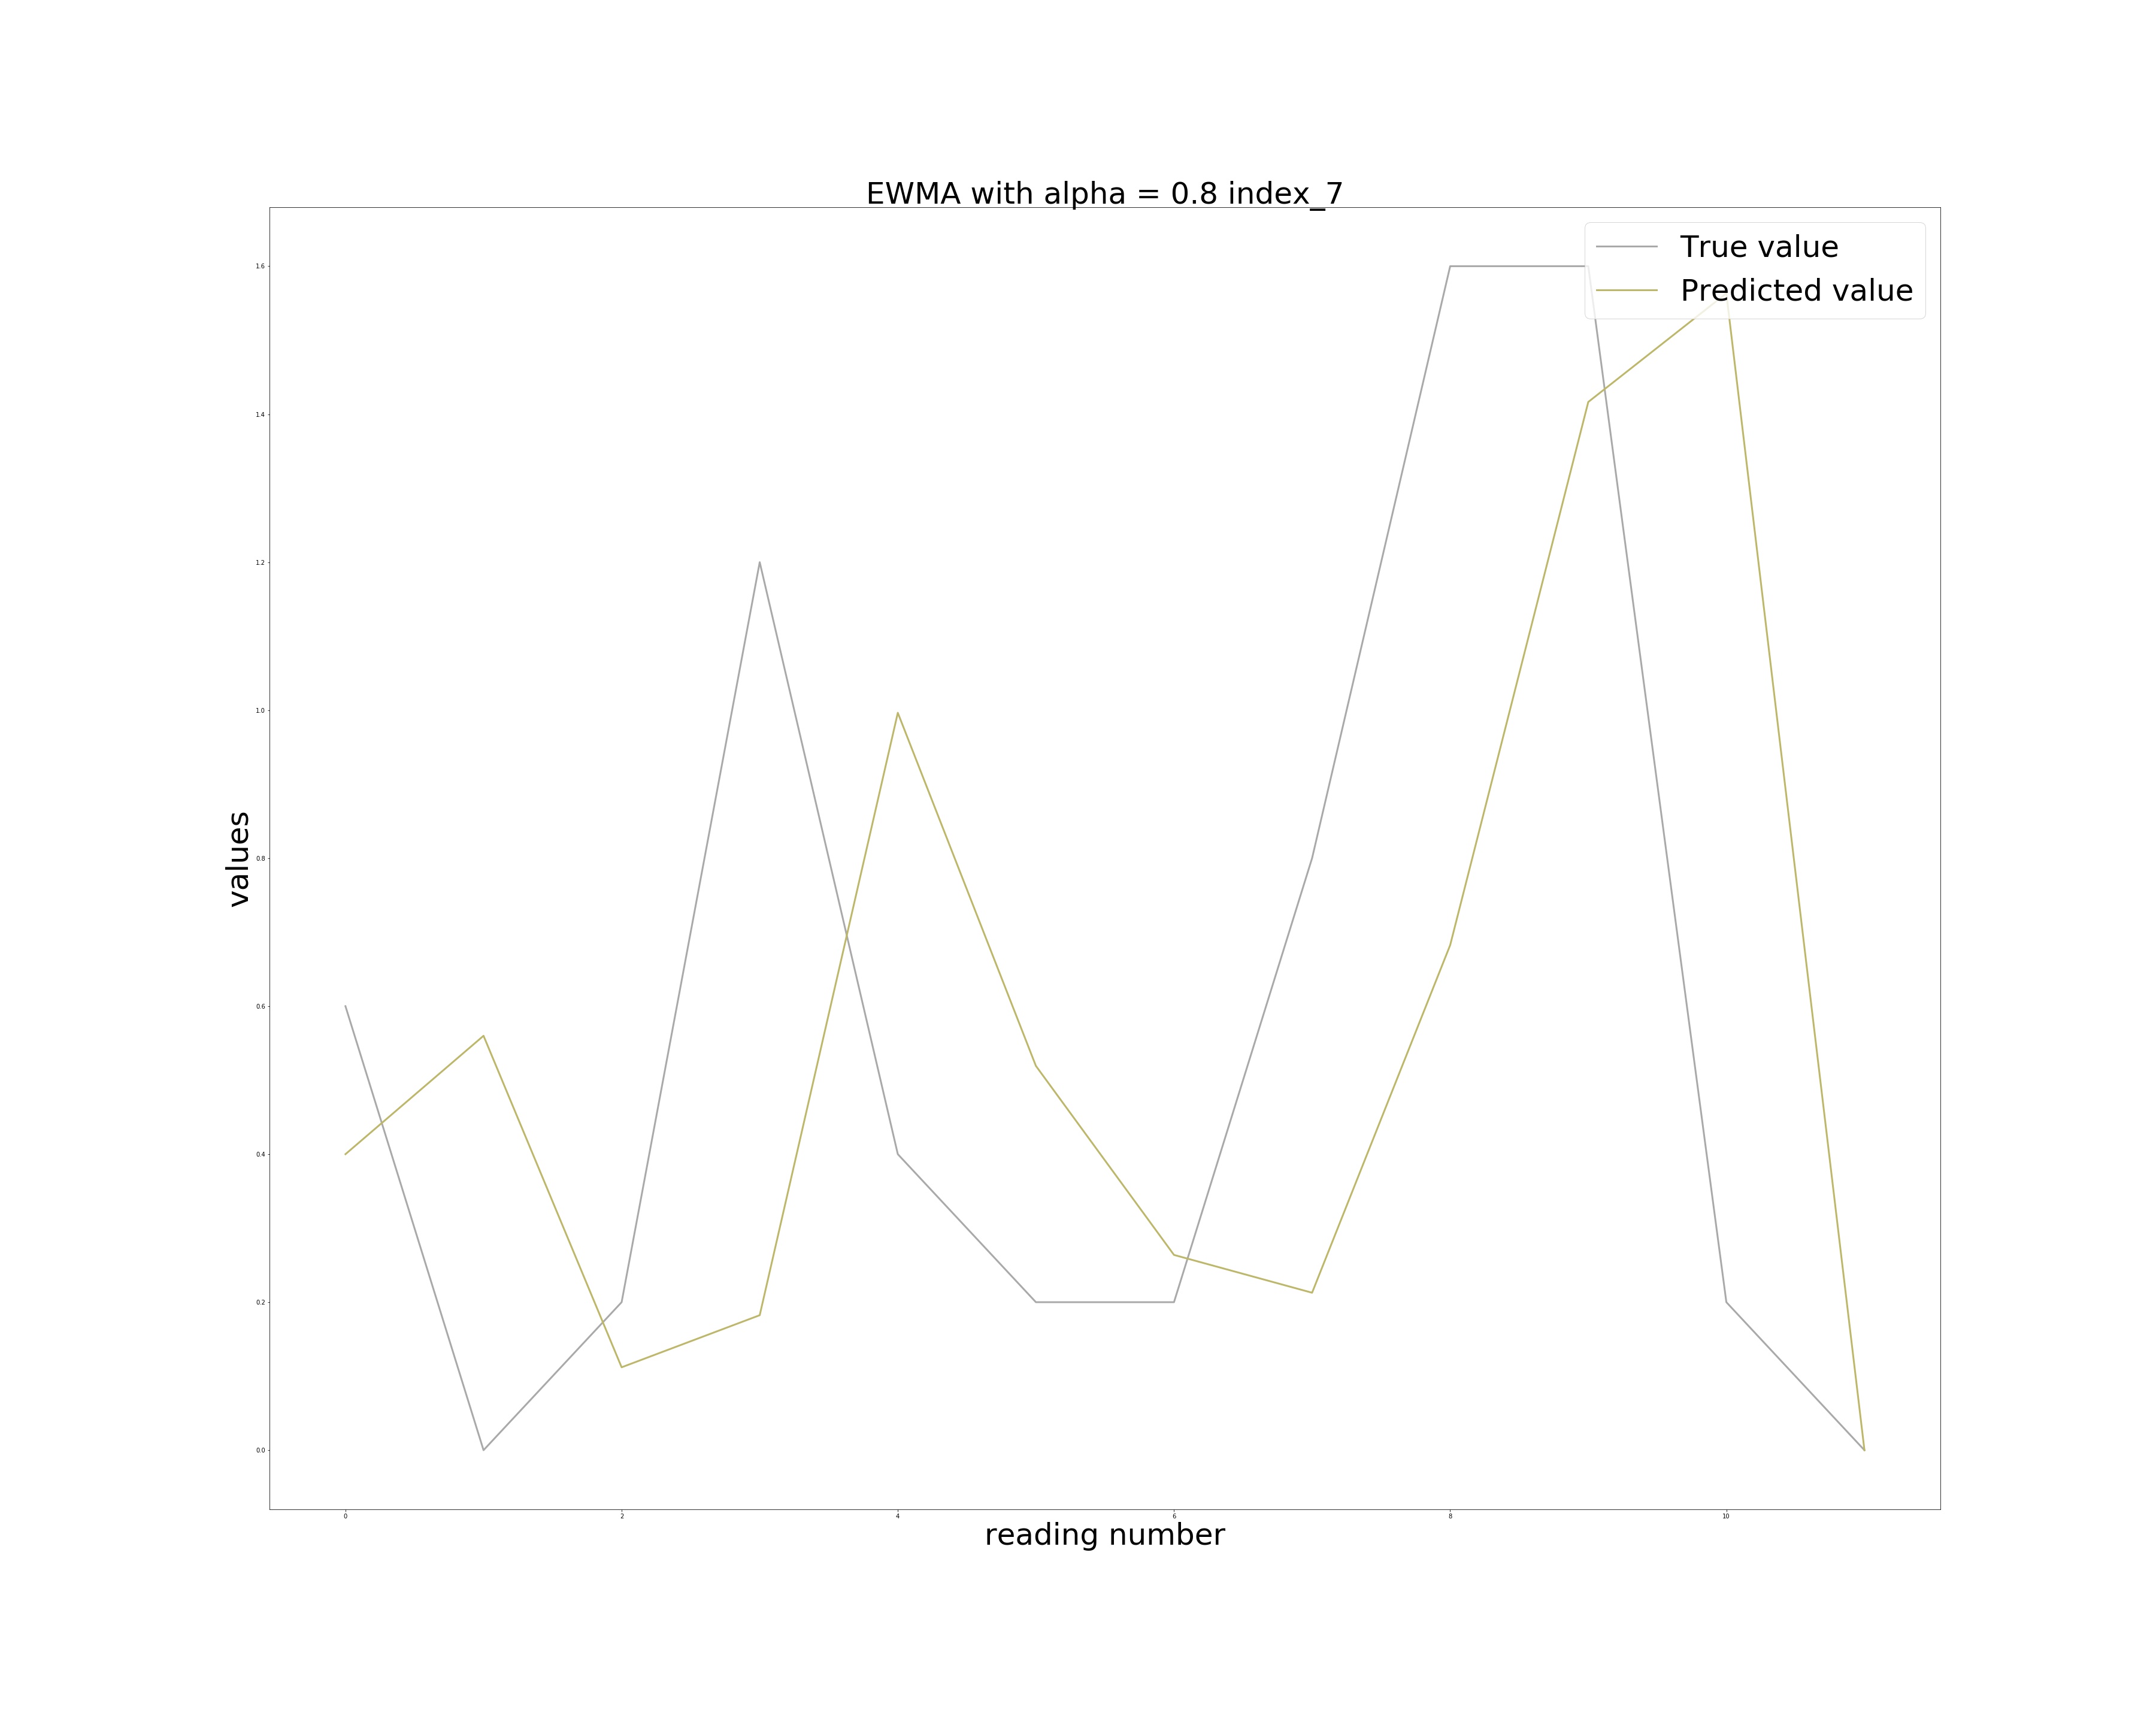 EWMA with alpha = 0.8 index_7
True value
Predicted value
1.6
1.4
1.2
1.0
0.8
0.6
0.4
0.2
0.0
values
0 2 4 6 8 10
reading number